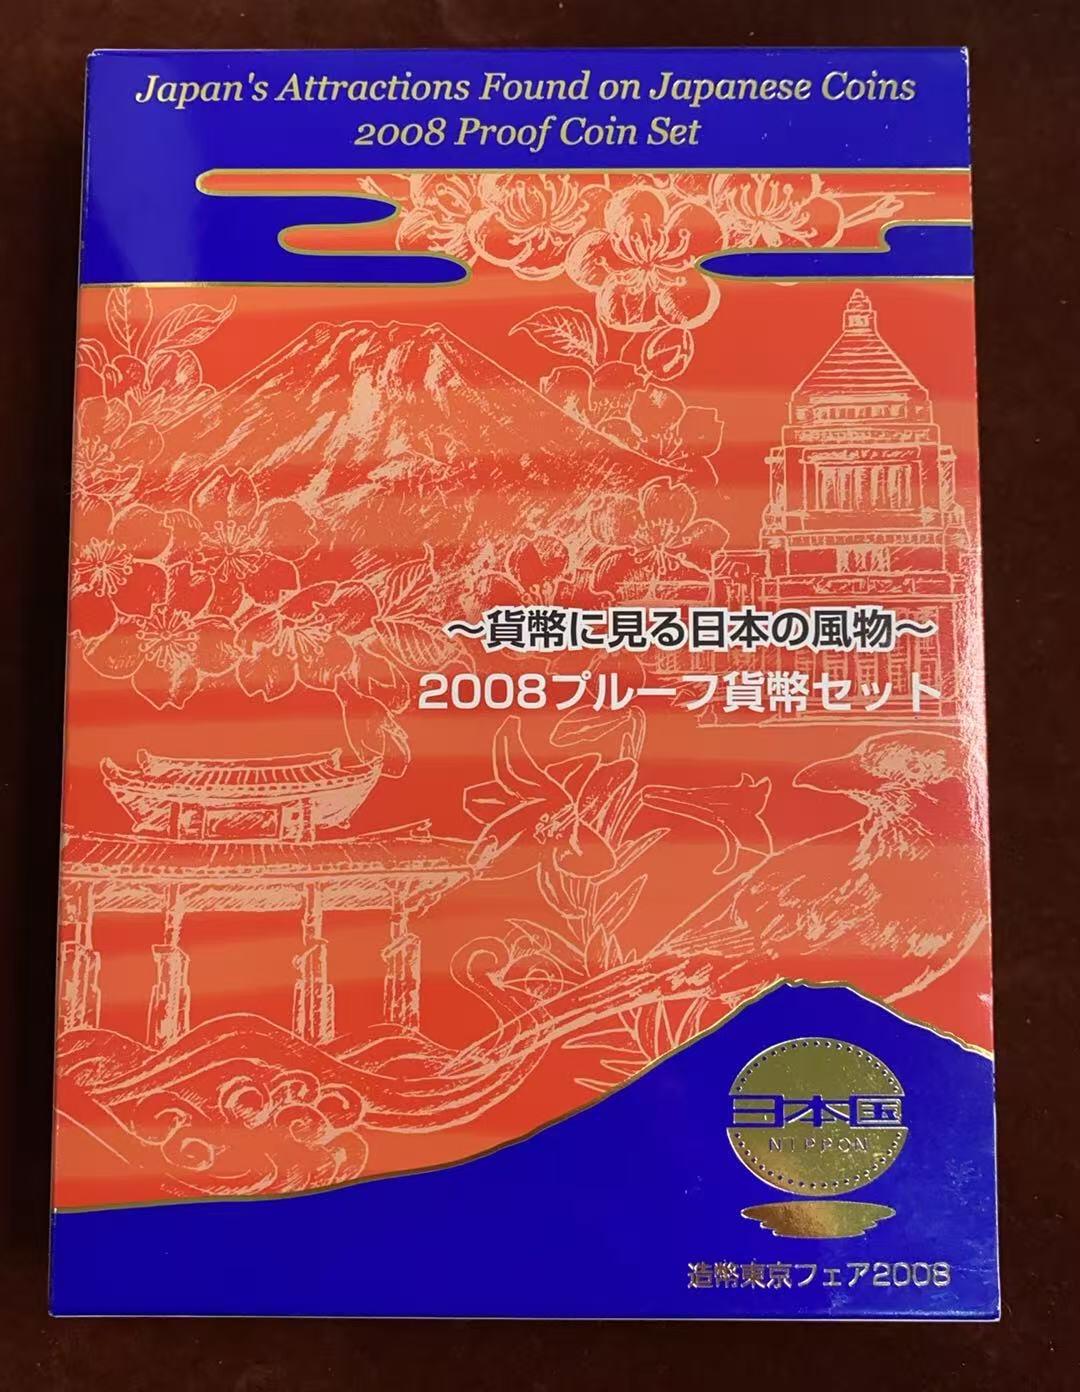 Japan's Attractions Found on Japanese Coins
2008 Proof Coin Set
～貨幣に見る日本の風物～
2008プルーフ貨幣セット
日本国
NIPPON
造幣東京フェア2008